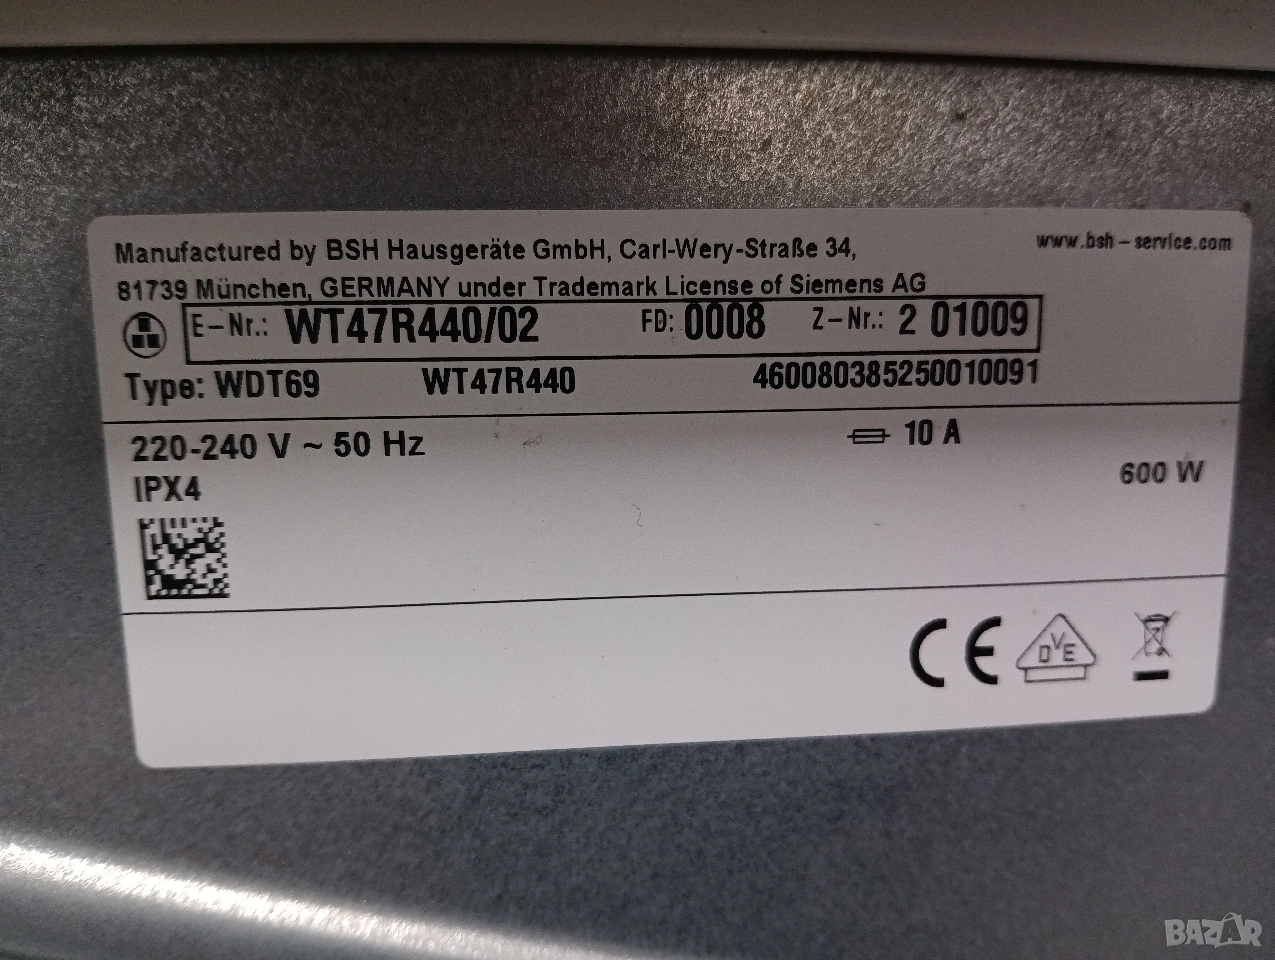 Manufactured by BSH Hausgeräte GmbH, Carl-Wery-Straße 34,
www.bsh-service.com
81739 München, GERMANY under Trademark License of Siemens AG
E-Nr.: WT47R440/02 FD: 0008 Z-Nr.: 2 01009
Type: WDT69 WT47R440 460080385250010091
220-240 V ~ 50 Hz 10 A
IPX4 600 W
CE DVE
BAZAR